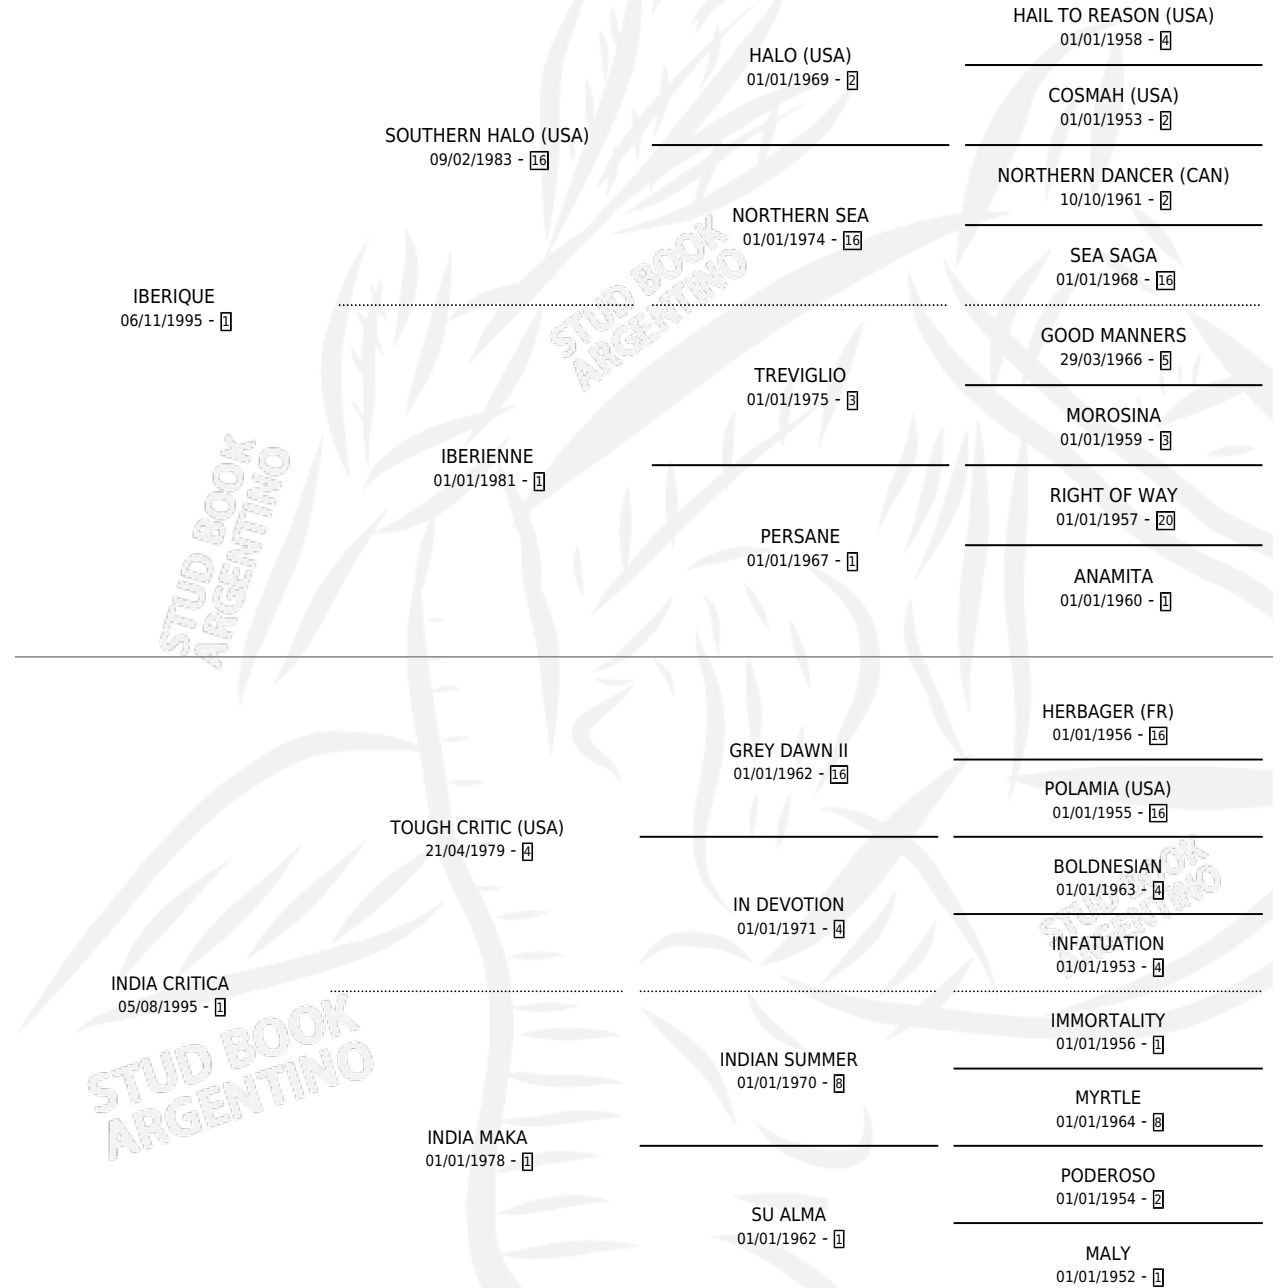 HAIL TO REASON (USA)
01/01/1958 - 4
HALO (USA)
01/01/1969 - 2
COSMAH (USA)
01/01/1953 - 2
SOUTHERN HALO (USA)
09/02/1983 - 16
NORTHERN DANCER (CAN)
10/10/1961 - 2
NORTHERN SEA
01/01/1974 - 16
SEA SAGA
01/01/1968 - 16
IBERIQUE
06/11/1995 - 1
STUD BOOK
ARGENTINO
GOOD MANNERS
29/03/1966 - 5
TREVIGLIO
01/01/1975 - 3
MOROSINA
01/01/1959 - 3
IBERIENNE
01/01/1981 - 1
RIGHT OF WAY
01/01/1957 - 20
PERSANE
01/01/1967 - 1
ANAMITA
01/01/1960 - 1
STUD BOOK
ARGENTINO
HERBAGER (FR)
01/01/1956 - 16
GREY DAWN II
01/01/1962 - 16
POLAMIA (USA)
01/01/1955 - 16
TOUGH CRITIC (USA)
21/04/1979 - 4
BOLDNESIAN
01/01/1963 - 4
IN DEVOTION
01/01/1971 - 4
INFATUATION
01/01/1953 - 4
STUD BOOK
ARGENTINO
INDIA CRITICA
05/08/1995 - 1
IMMORTALITY
01/01/1956 - 1
INDIAN SUMMER
01/01/1970 - 8
MYRTLE
01/01/1964 - 8
STUD BOOK
ARGENTINO
INDIA MAKA
01/01/1978 - 1
PODEROSO
01/01/1954 - 2
SU ALMA
01/01/1962 - 1
MALY
01/01/1952 - 1